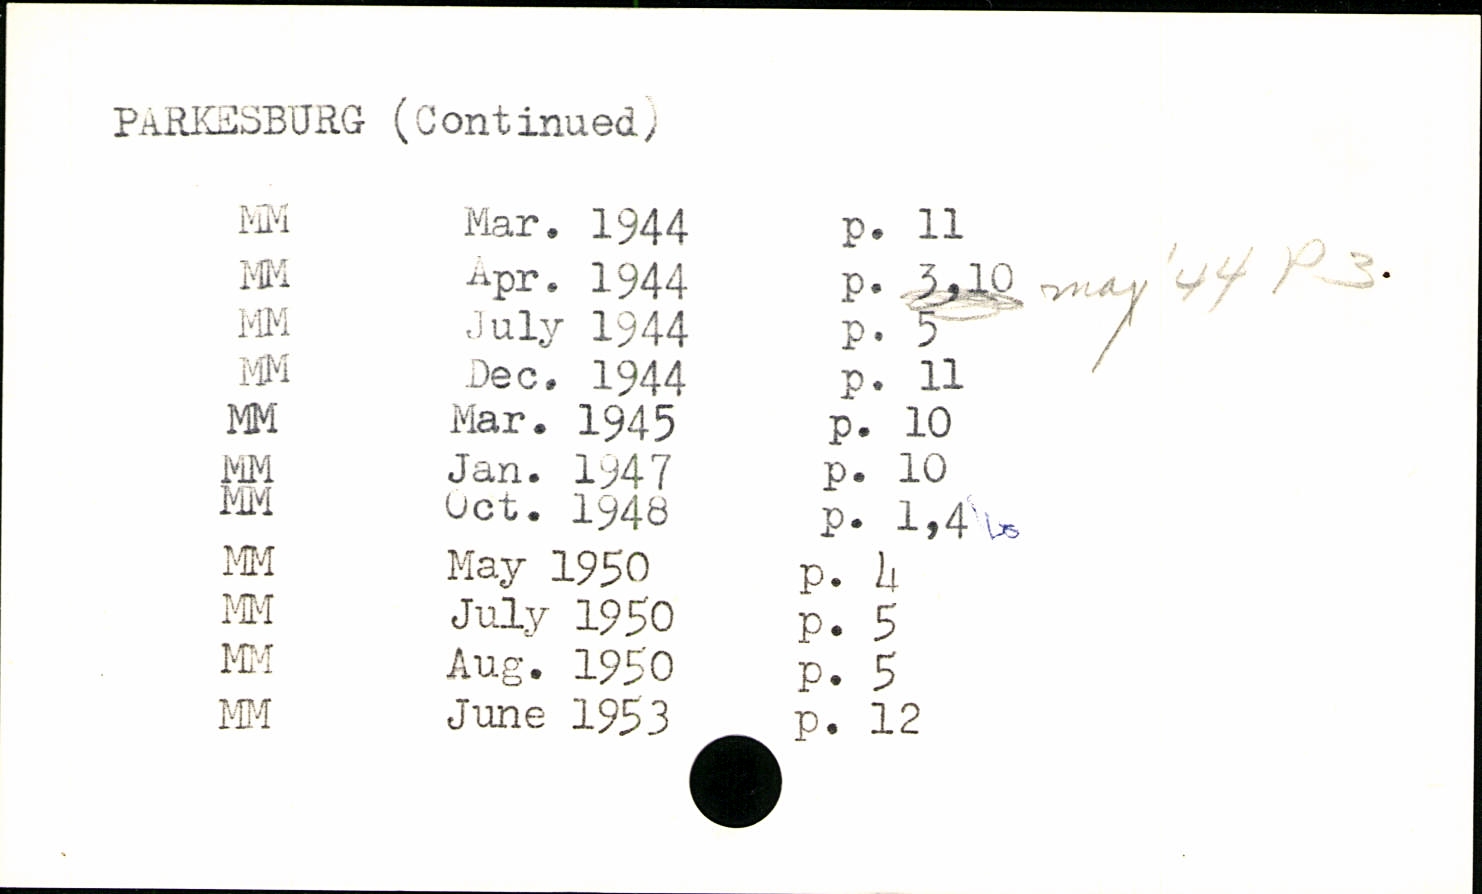 PARKESBURG (Continued)
MM Mar. 1944 p. 11
MM Apr. 1944 p. 3,10 may '44 P 3.
MM July 1944 p. 5
MM Dec. 1944 p. 11
MM Mar. 1945 p. 10
MM Jan. 1947 p. 10
MM Oct. 1948 p. 1,4
MM May 1950 p. 4
MM July 1950 p. 5
MM Aug. 1950 p. 5
MM June 1953 p. 12